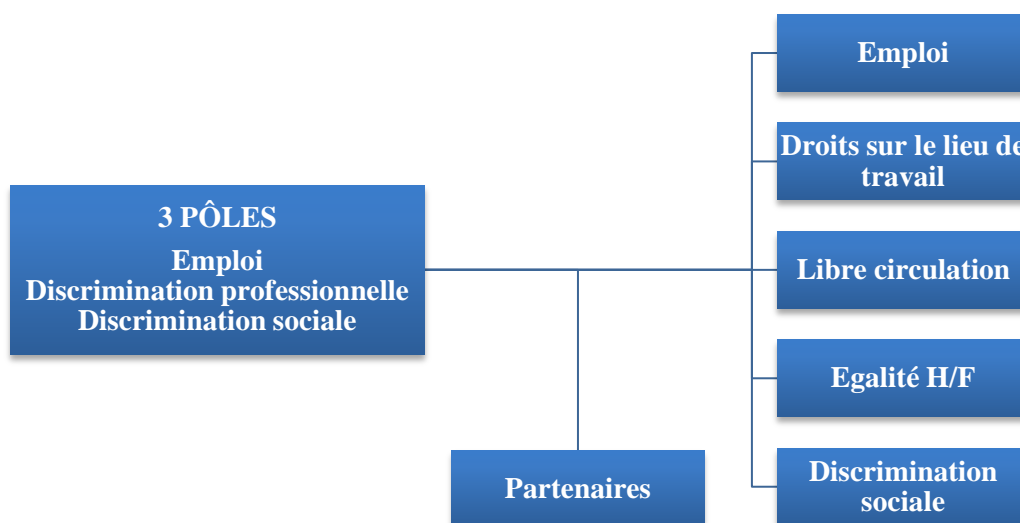 3 PÔLES
Emploi
Discrimination professionnelle
Discrimination sociale
Partenaires
Emploi
Droits sur le lieu de
travail
Libre circulation
Egalité H/F
Discrimination
sociale